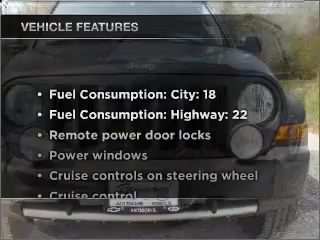 VEHICLE FEATURES
• Fuel Consumption: City: 18
• Fuel Consumption: Highway: 22
• Remote power door locks
• Power windows
• Cruise controls on steering wheel
• Cruise control
Jeep